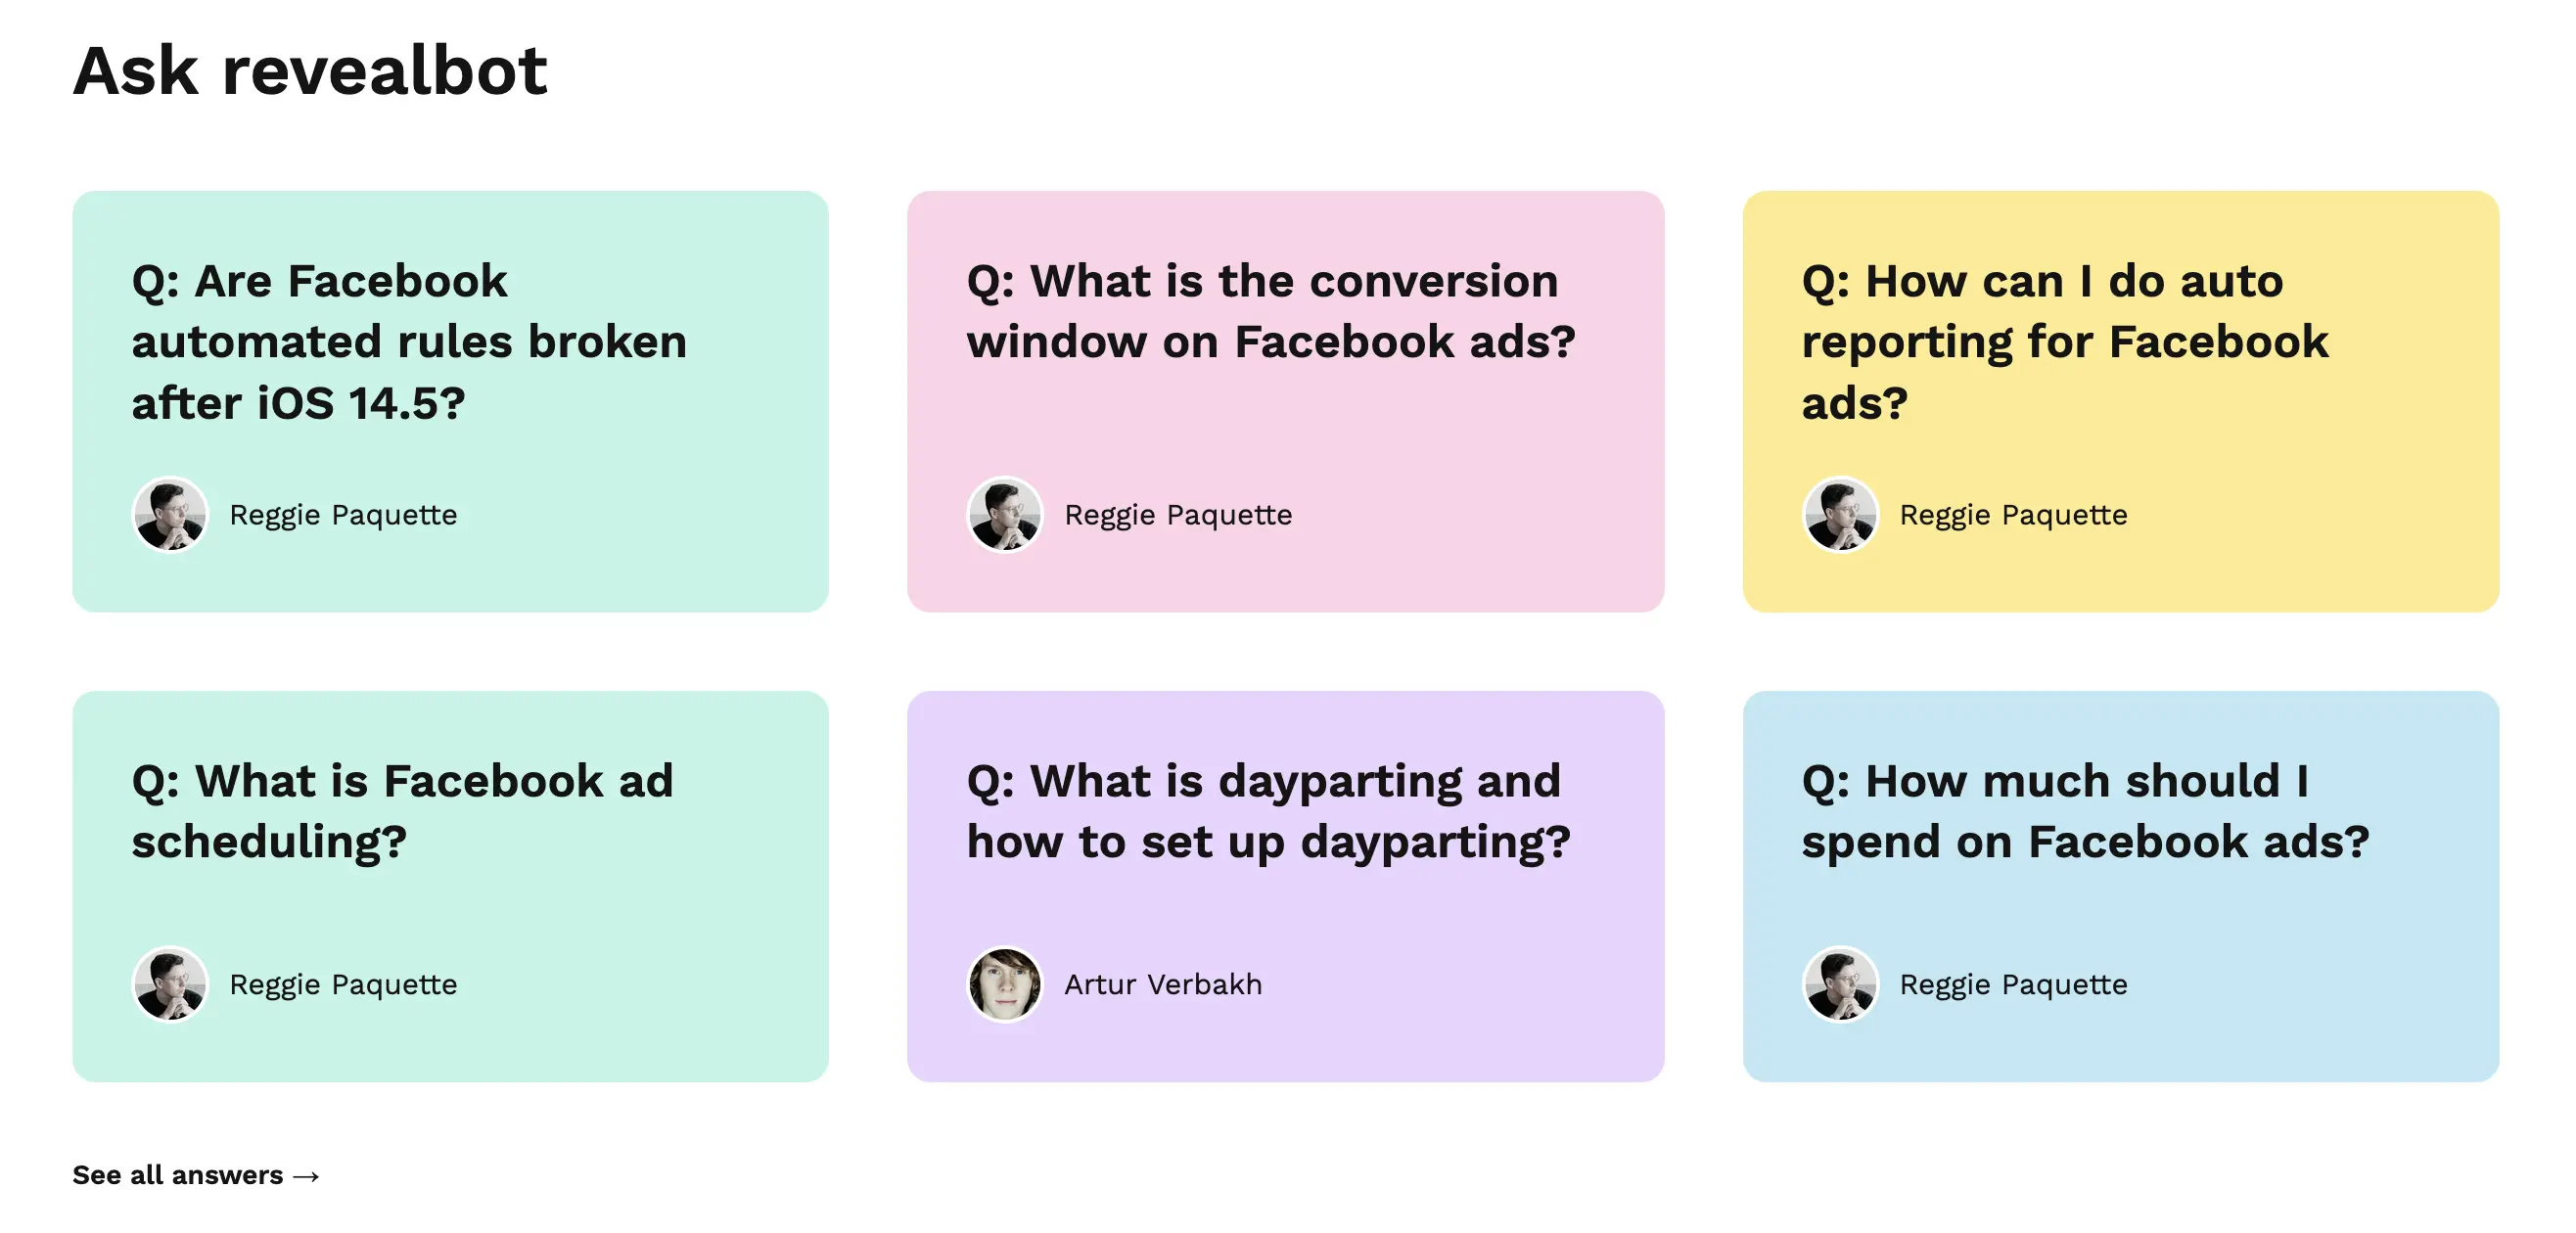 Ask revealbot
Q: Are Facebook
automated rules broken
after iOS 14.5?
Reggie Paquette
Q: What is the conversion
window on Facebook ads?
Reggie Paquette
Q: How can I do auto
reporting for Facebook
ads?
Reggie Paquette
Q: What is Facebook ad
scheduling?
Reggie Paquette
Q: What is dayparting and
how to set up dayparting?
Artur Verbakh
Q: How much should I
spend on Facebook ads?
Reggie Paquette
See all answers →